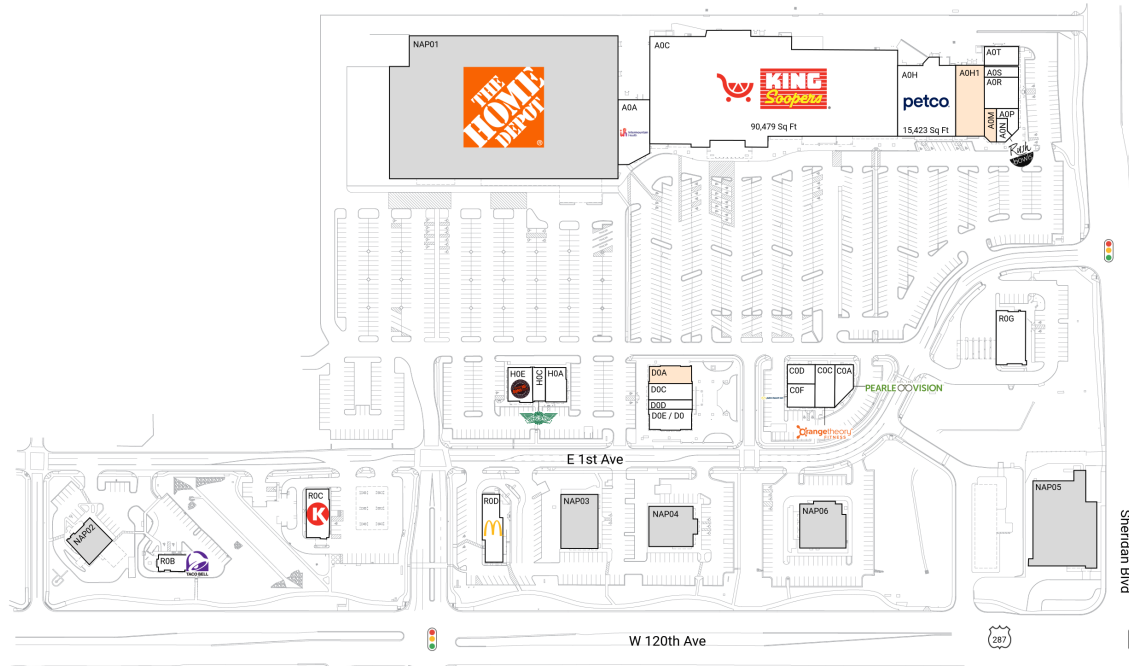 NAP01
THE
HOME
DEPOT
A0A
A0C
KING
Soopers
90,479 Sq Ft
A0H
petco
15,423 Sq Ft
A0H1
A0T
A0S
A0R
A0P
A0M
A0N
Rush
BOWLS
R0G
H0E
H0C
H0A
D0A
D0C
D0D
D0E / D0
C0D
C0C
C0A
C0F
PEARLE VISION
Orangetheory
FITNESS
E 1st Ave
NAP02
R0B
TACO BELL
R0C
K
R0D
M
NAP03
NAP04
NAP06
NAP05
Sheridan Blvd
W 120th Ave
287